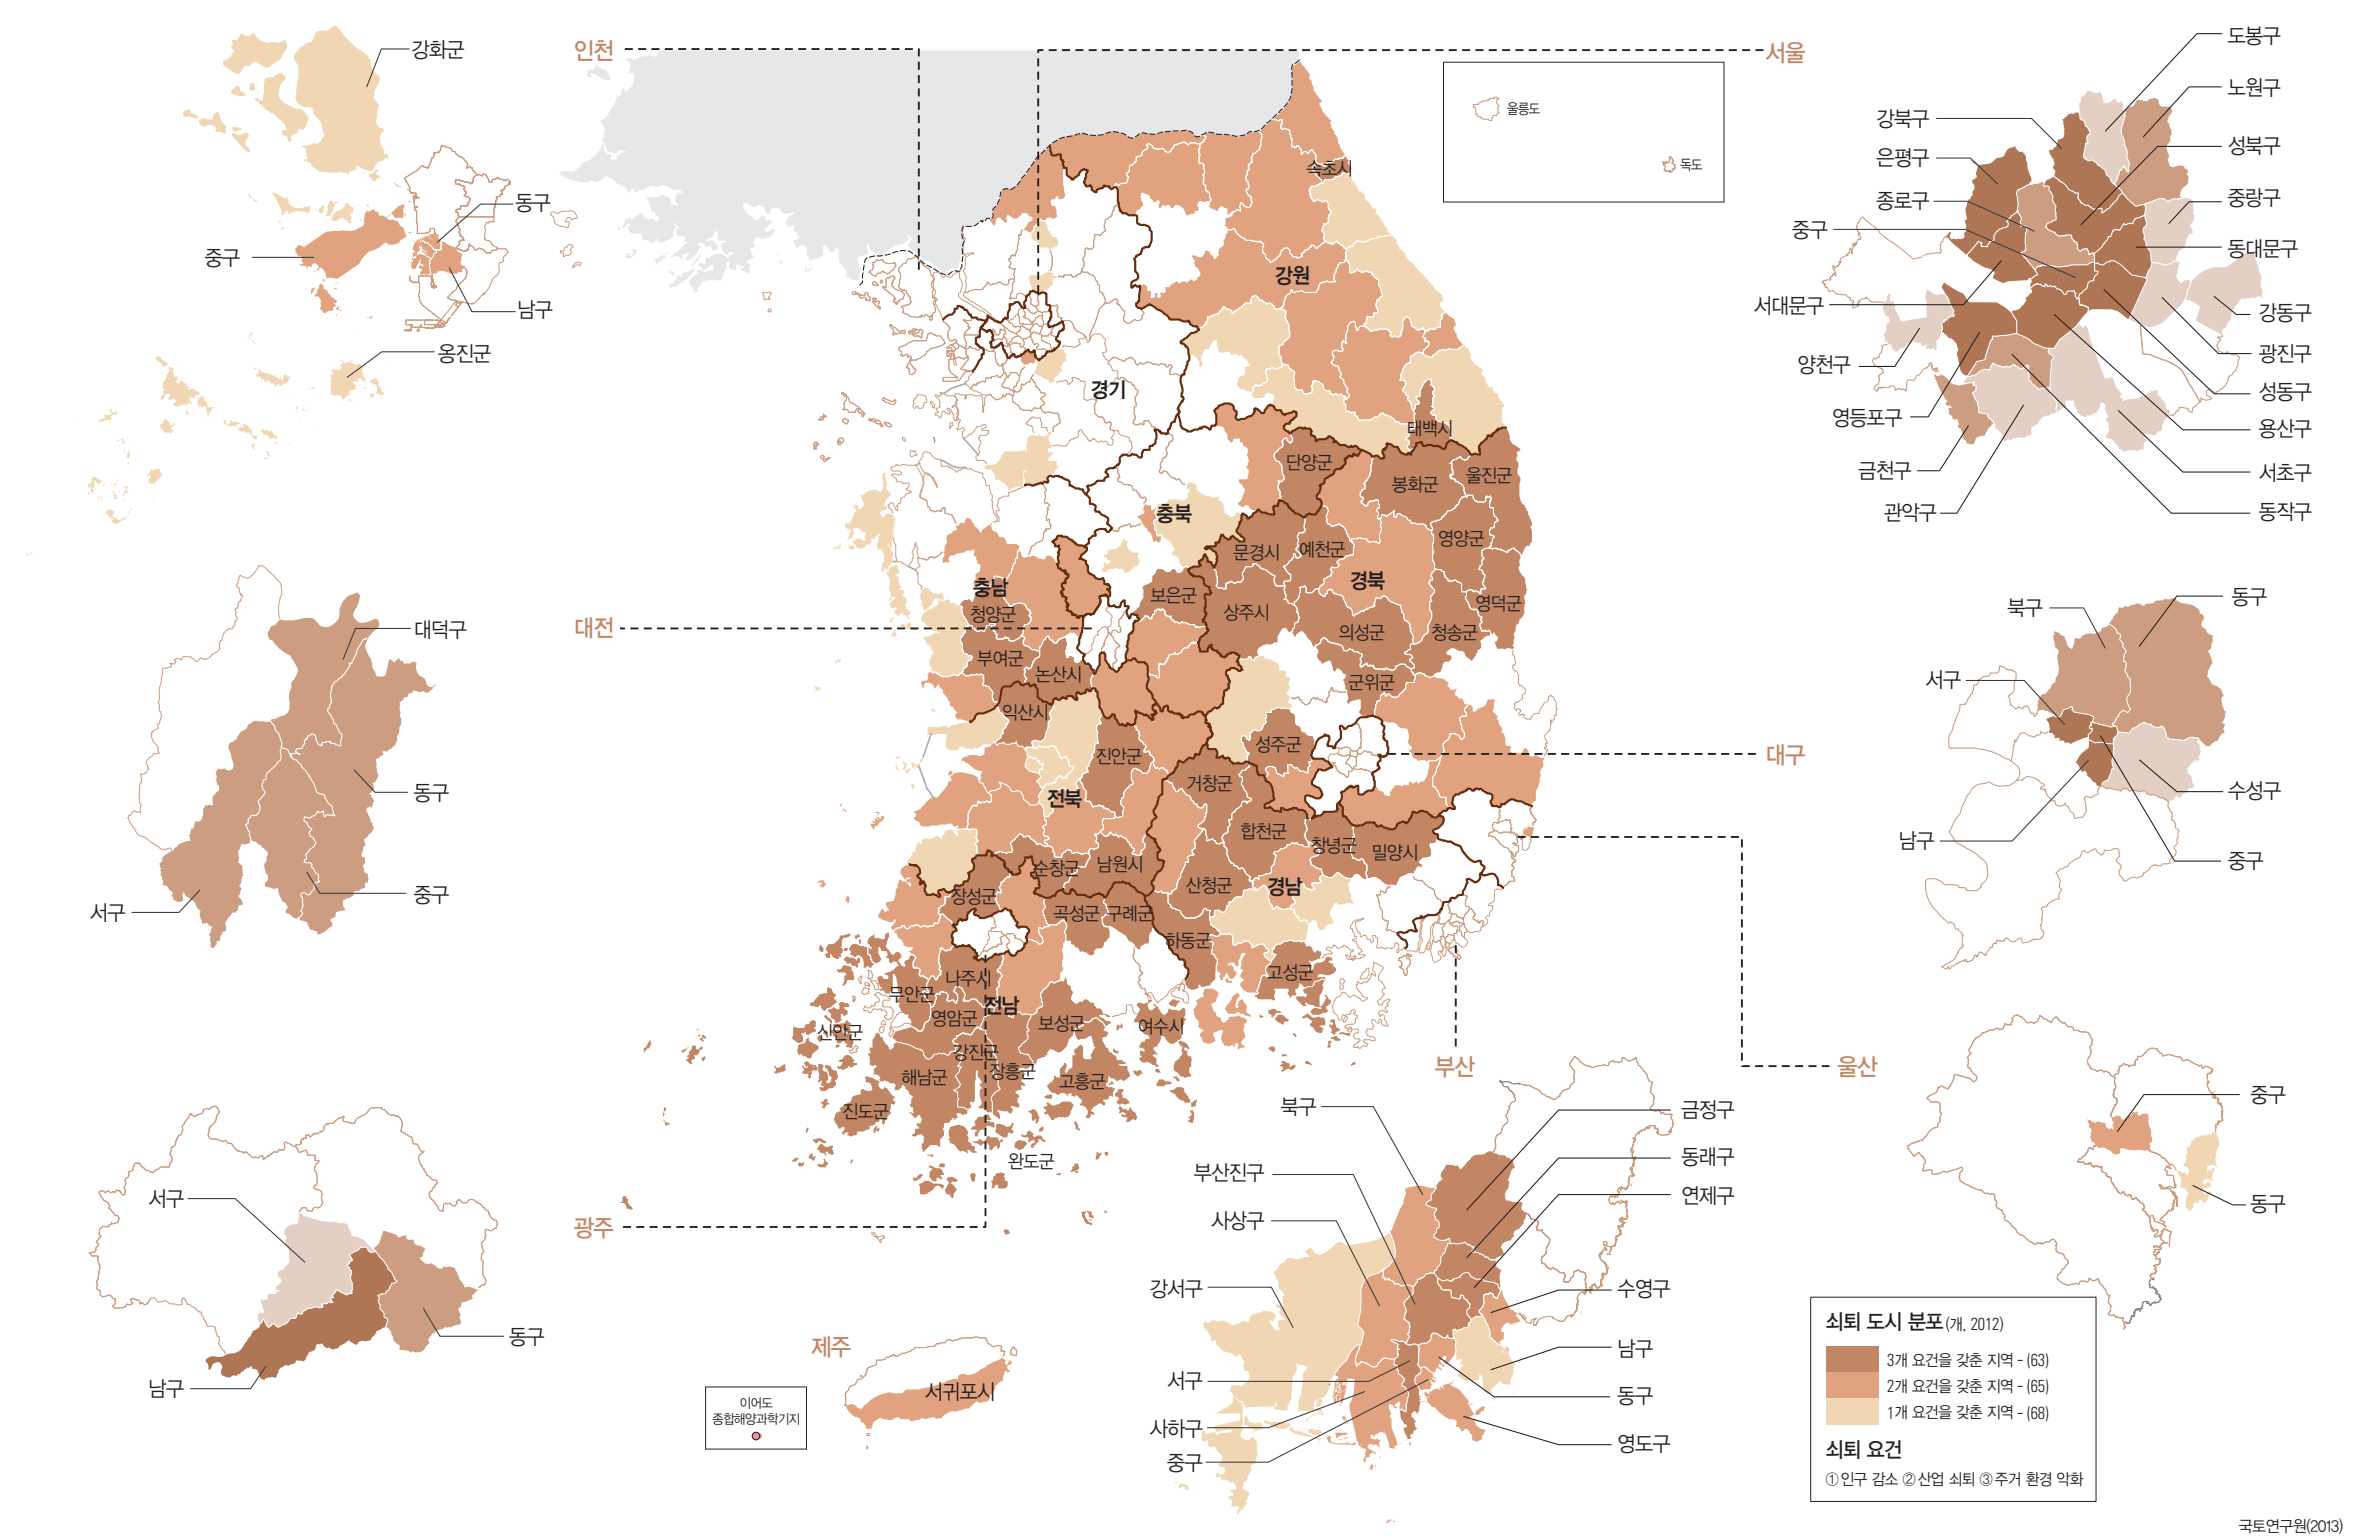 인천
서울
강화군
동구
중구
남구
옹진군
울릉도
독도
도봉구
노원구
강북구
성북구
은평구
중랑구
종로구
중구
동대문구
서대문구
강동구
양천구
광진구
성동구
영등포구
용산구
금천구
서초구
관악구
동작구
속초시
강원
경기
태백시
단양군
봉화군
울진군
충북
문경시
예천군
영양군
경북
충남
청양군
보은군
상주시
영덕군
의성군
청송군
부여군
논산시
군위군
익산시
성주군
진안군
거창군
전북
합천군
창녕군
밀양시
순창군
남원시
산청군
경남
장성군
곡성군
구례군
하동군
고성군
나주시
무안군
전남
영암군
보성군
여수시
신안군
강진군
장흥군
해남군
고흥군
진도군
완도군
대전
대덕구
동구
중구
서구
대구
북구
동구
서구
수성구
남구
중구
광주
서구
동구
남구
부산
북구
금정구
부산진구
동래구
연제구
사상구
강서구
수영구
남구
서구
동구
사하구
중구
영도구
울산
중구
동구
제주
서귀포시
이어도
종합해양과학기지
쇠퇴 도시 분포 (개, 2012)
3개 요건을 갖춘 지역 - (63)
2개 요건을 갖춘 지역 - (65)
1개 요건을 갖춘 지역 - (68)
쇠퇴 요건
①인구 감소 ②산업 쇠퇴 ③주거 환경 악화
국토연구원(2013)